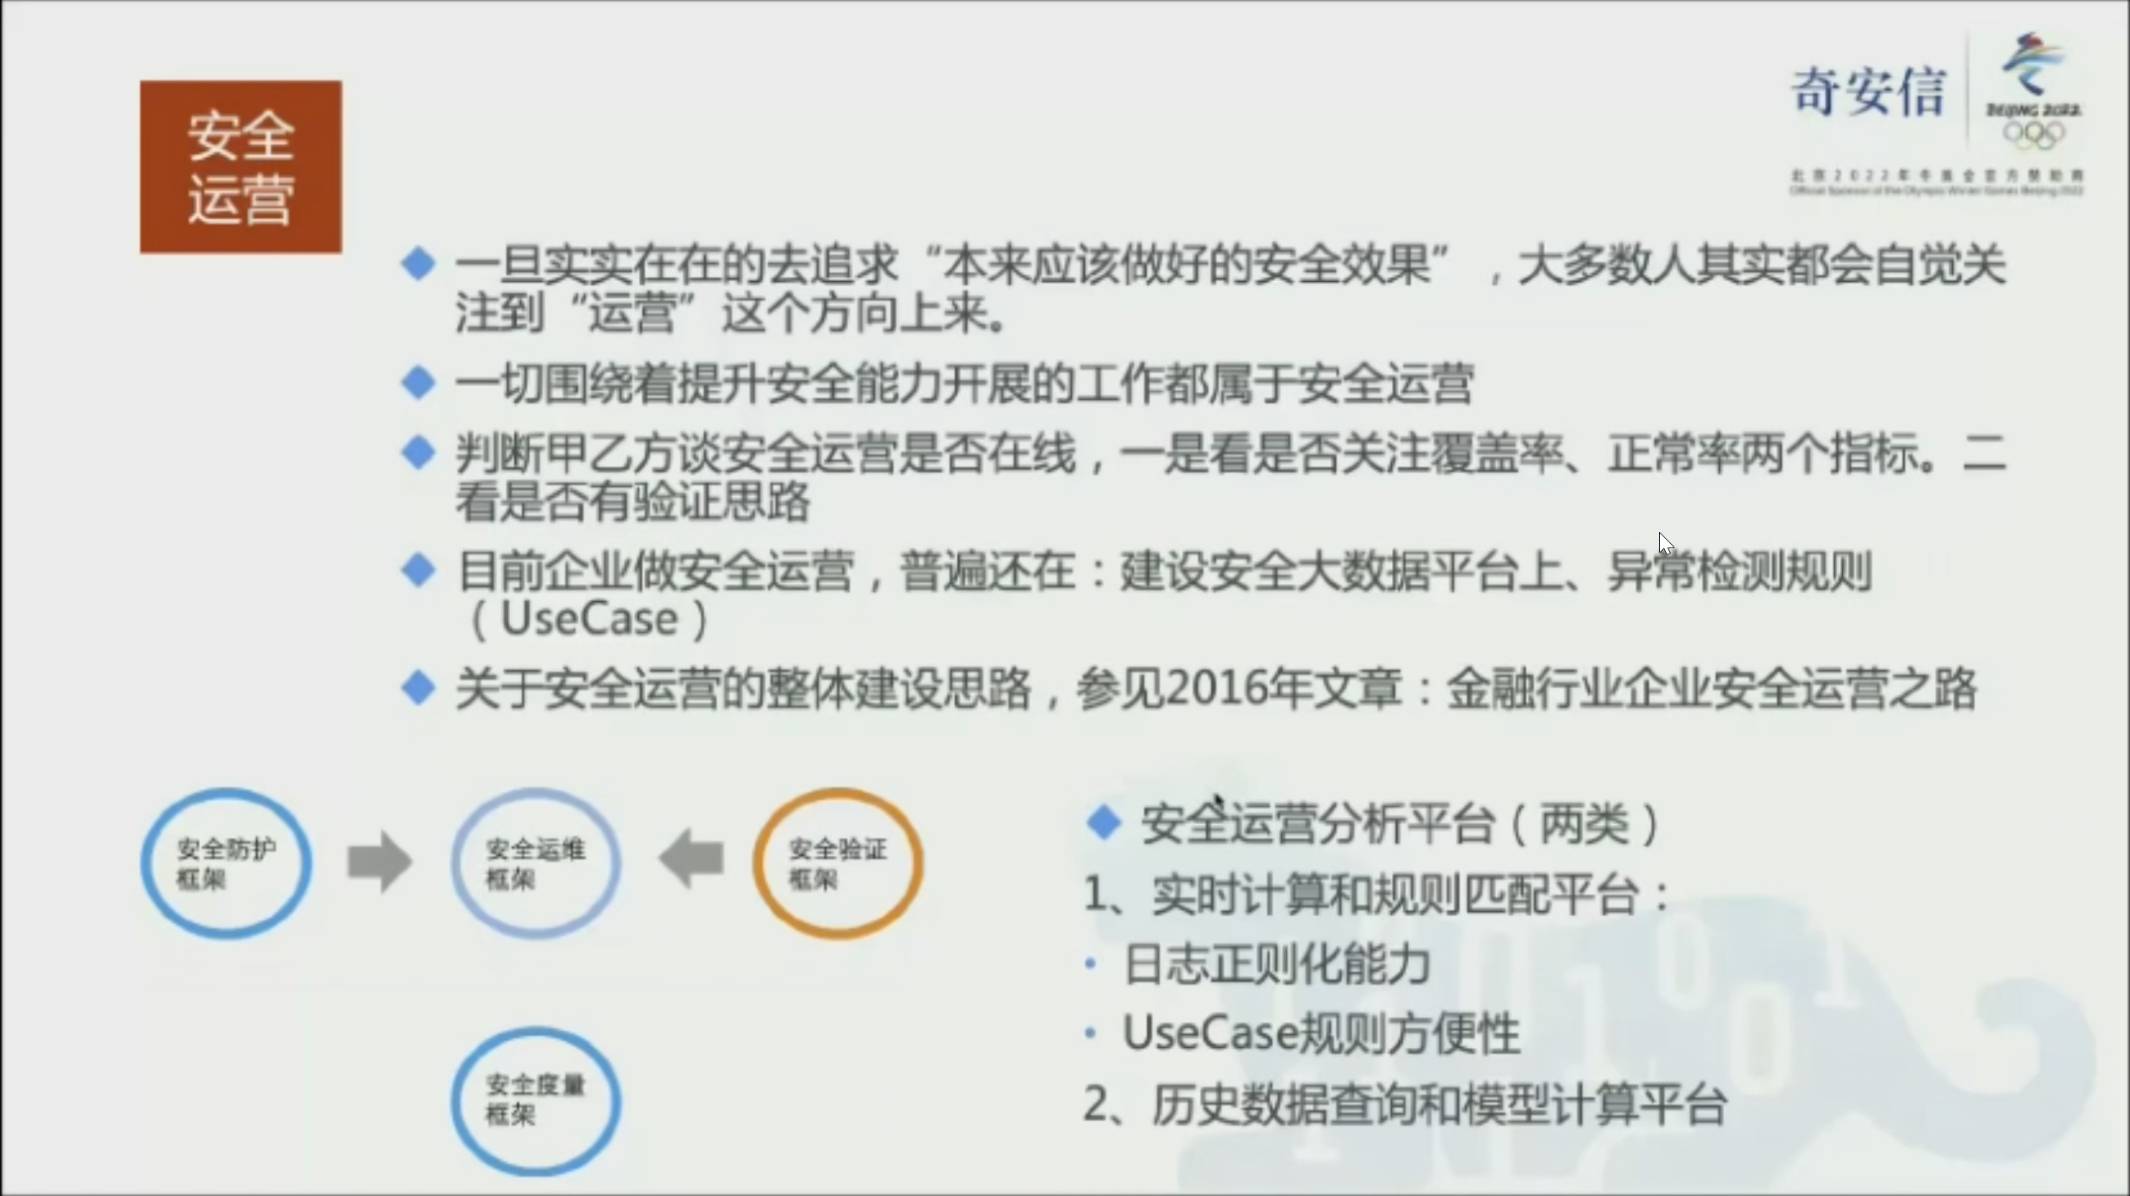 安全
运营
奇安信
BEIJING 2022
北京2022年冬奥会官方赞助商
Official Sponsor of the Olympic Winter Games Beijing 2022
一旦实实在在的去追求“本来应该做好的安全效果”，大多数人其实都会自觉关
注到“运营”这个方向上来。
一切围绕着提升安全能力开展的工作都属于安全运营
判断甲乙方谈安全运营是否在线，一是看是否关注覆盖率、正常率两个指标。二
看是否有验证思路
目前企业做安全运营，普遍还在：建设安全大数据平台上、异常检测规则
（UseCase）
关于安全运营的整体建设思路，参见2016年文章：金融行业企业安全运营之路
安全防护
框架
安全运维
框架
安全验证
框架
安全度量
框架
安全运营分析平台（两类）
1、实时计算和规则匹配平台：
• 日志正则化能力
• UseCase规则方便性
2、历史数据查询和模型计算平台